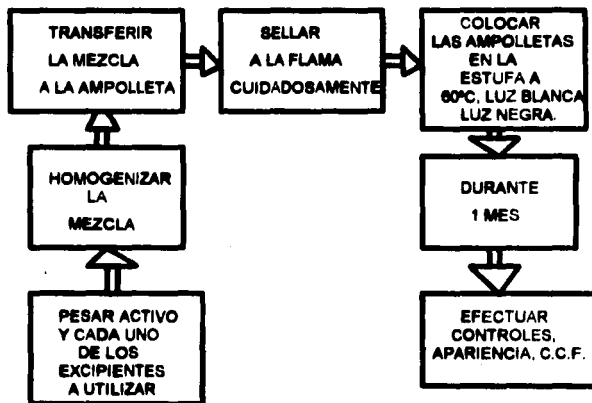 TRANSFERIR
LA MEZCLA
A LA AMPOLLETA
SELLAR
A LA FLAMA
CUIDADOSAMENTE
COLOCAR
LAS AMPOLLETAS
EN LA
ESTUFA A
60ºC, LUZ BLANCA
LUZ NEGRA.
HOMOGENIZAR
LA
MEZCLA
DURANTE
1 MES
PESAR ACTIVO
Y CADA UNO
DE LOS
EXCIPIENTES
A UTILIZAR
EFECTUAR
CONTROLES,
APARIENCIA, C.C.F.